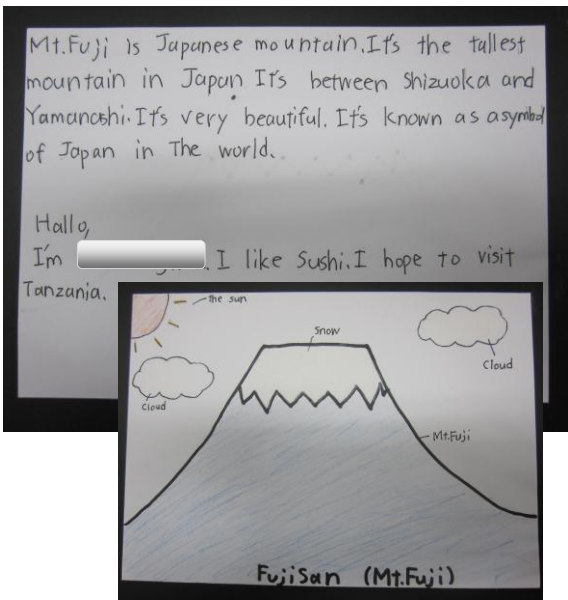 Mt.Fuji is Japanese mountain.It's the tallest
mountain in Japan It's between Shizuoka and
Yamanashi.It's very beautiful. It's known as a symbol
of Japan in The world.
Hallo,
I'm . I like Sushi.I hope to visit
Tanzania.
the sun
snow
cloud
cloud
Mt.Fuji
FujiSan (Mt.Fuji)